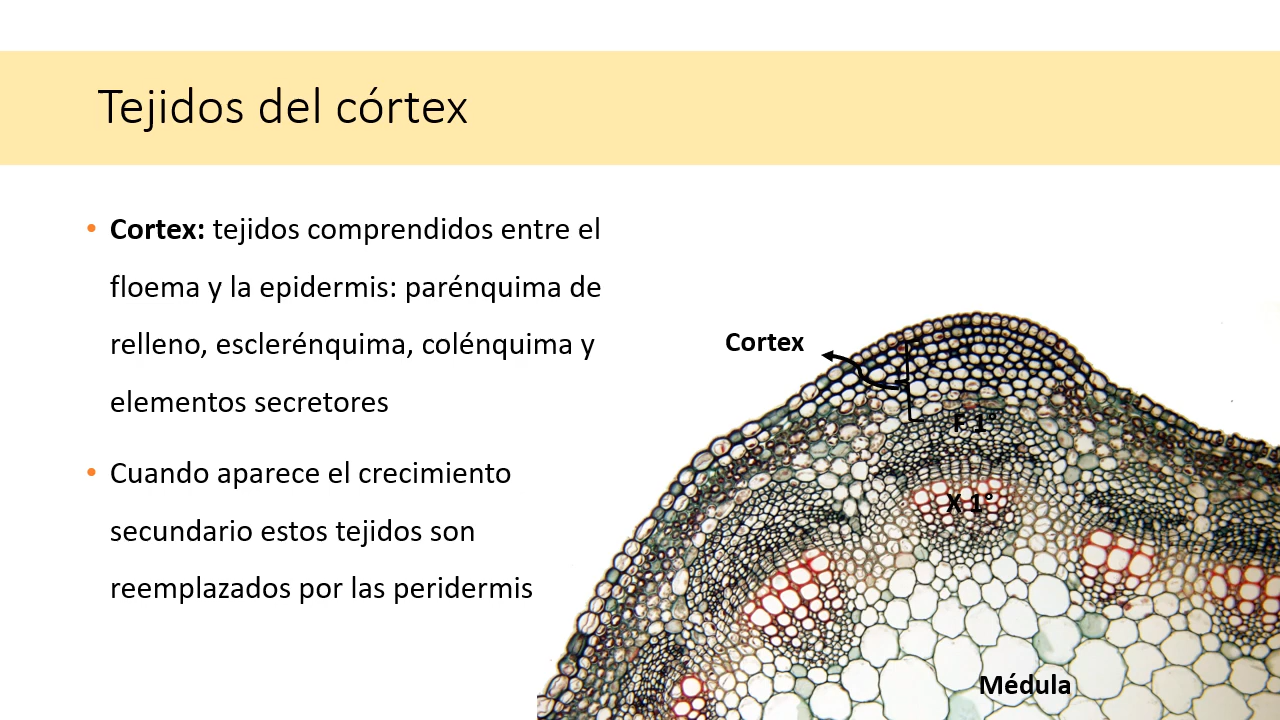 Tejidos del córtex
• Cortex: tejidos comprendidos entre el
floema y la epidermis: parénquima de
relleno, esclerénquima, colénquima y
elementos secretores
• Cuando aparece el crecimiento
secundario estos tejidos son
reemplazados por las peridermis
Cortex
F 1°
X 1°
Médula